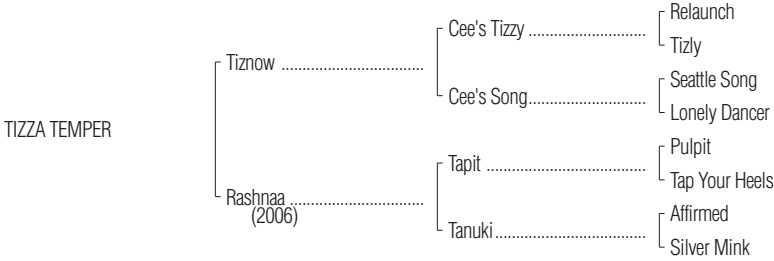 Relaunch
Cee's Tizzy ..............................
Tizly
Tiznow .....................................
Seattle Song
Cee's Song..............................
Lonely Dancer
TIZZA TEMPER
Pulpit
Tapit ........................................
Tap Your Heels
Rashnaa ...................................
(2006)
Affirmed
Tanuki......................................
Silver Mink